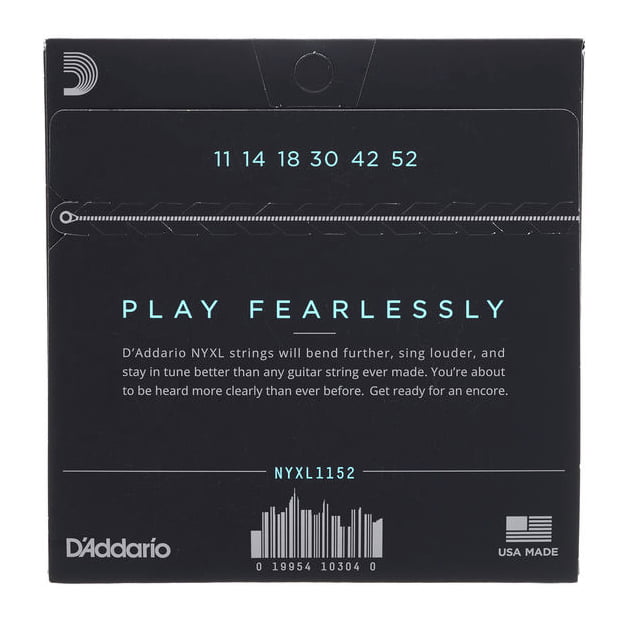 11 14 18 30 42 52
PLAY FEARLESSLY
D'Addario NYXL strings will bend further, sing louder, and
stay in tune better than any guitar string ever made. You're about
to be heard more clearly than ever before. Get ready for an encore.
NYXL1152
D'Addario
0 19954 10304 0
USA MADE